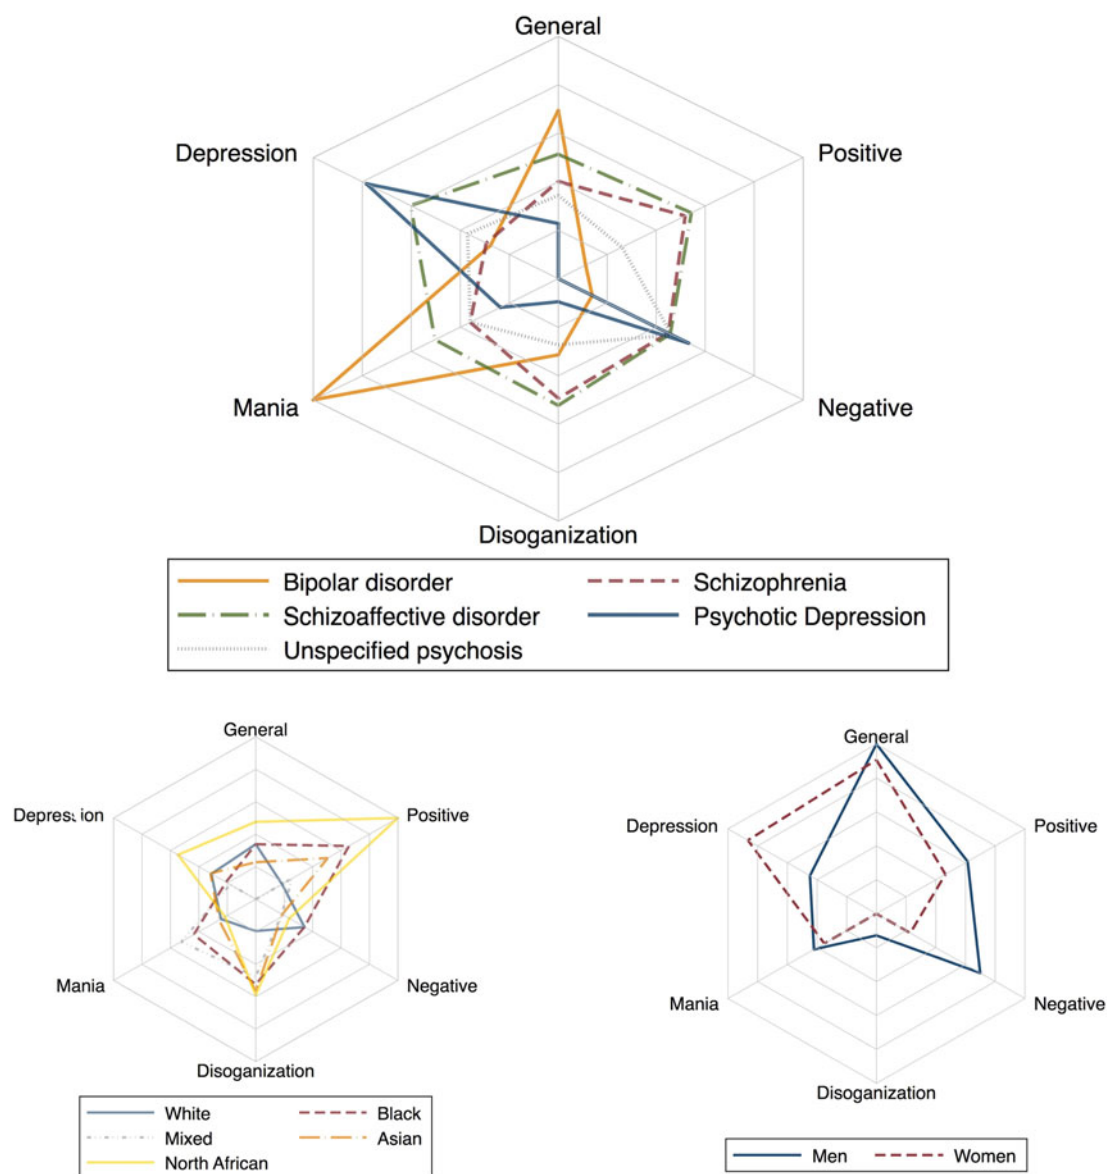 General
Depression
Positive
Mania
Negative
Disoganization
Bipolar disorder
Schizophrenia
Schizoaffective disorder
Psychotic Depression
Unspecified psychosis
General
Depression
Positive
Mania
Negative
Disoganization
White
Black
Mixed
Asian
North African
General
Depression
Positive
Mania
Negative
Disoganization
Men
Women